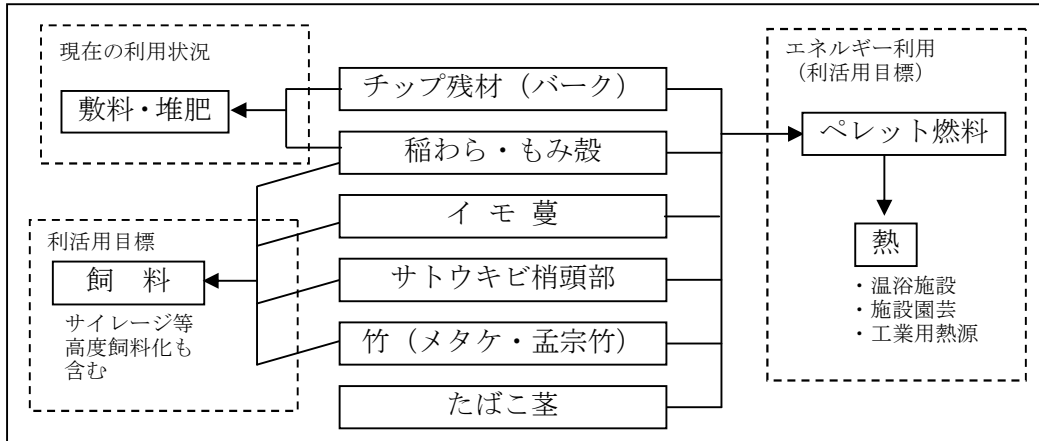 現在の利用状況
敷料・堆肥
利活用目標
飼　料
サイレージ等
高度飼料化も
含む
チップ残材（バーク）
稲わら・もみ殻
イ モ 蔓
サトウキビ梢頭部
竹（メタケ・孟宗竹）
たばこ茎
エネルギー利用
（利活用目標）
ペレット燃料
熱
・温浴施設
・施設園芸
・工業用熱源